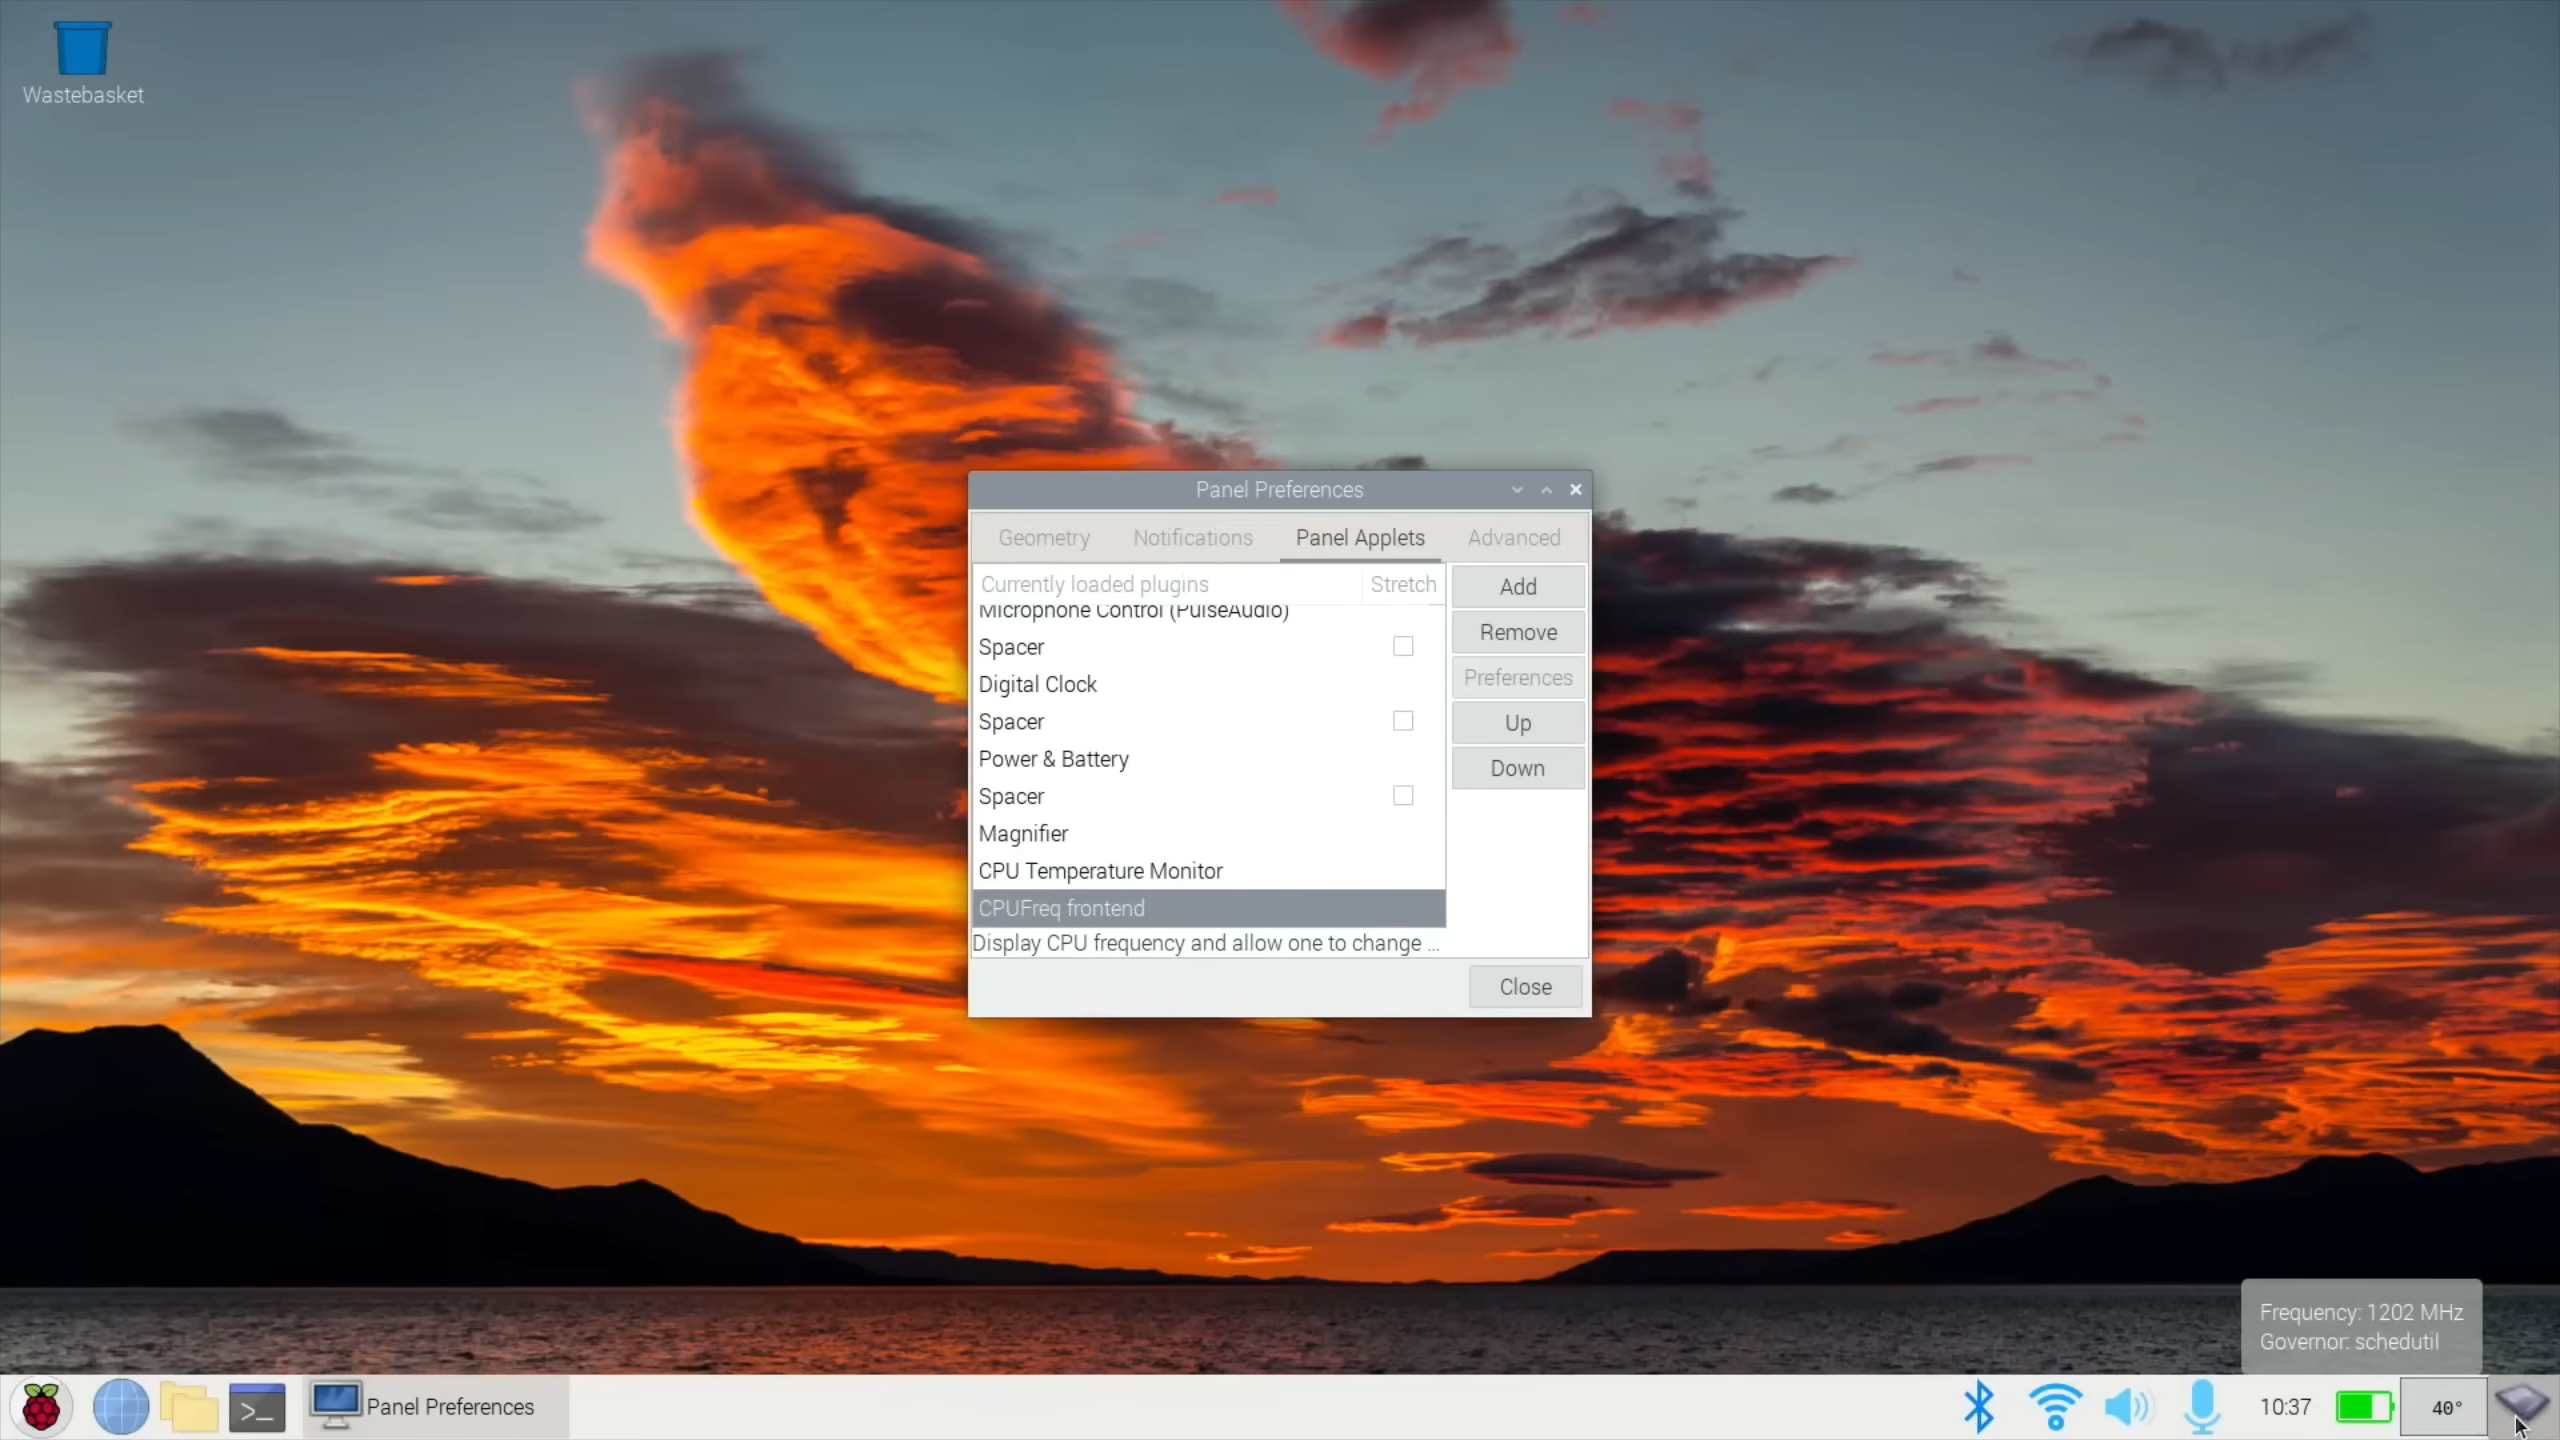 Wastebasket
Panel Preferences
Geometry Notifications Panel Applets Advanced
Currently loaded plugins Stretch
Microphone Control (PulseAudio)
Spacer
Digital Clock
Spacer
Power & Battery
Spacer
Magnifier
CPU Temperature Monitor
CPUFreq frontend
Display CPU frequency and allow one to change ...
Add
Remove
Preferences
Up
Down
Close
Frequency: 1202 MHz
Governor: schedutil
>_
Panel Preferences
10:37
40°